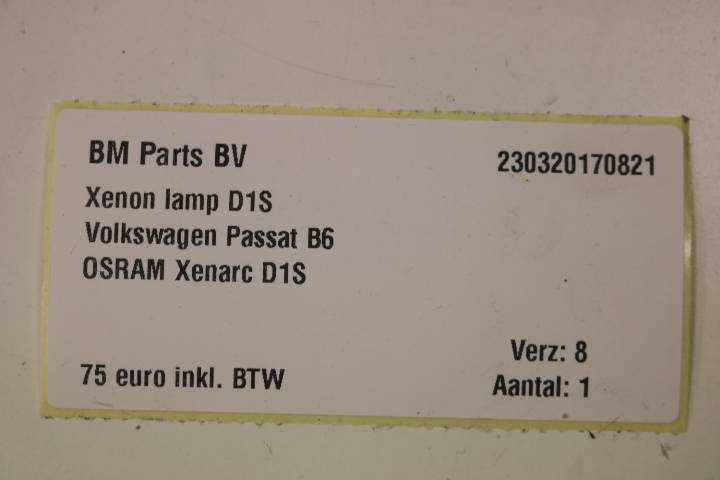 BM Parts BV 230320170821
Xenon lamp D1S
Volkswagen Passat B6
OSRAM Xenarc D1S
Verz: 8
75 euro inkl. BTW Aantal: 1